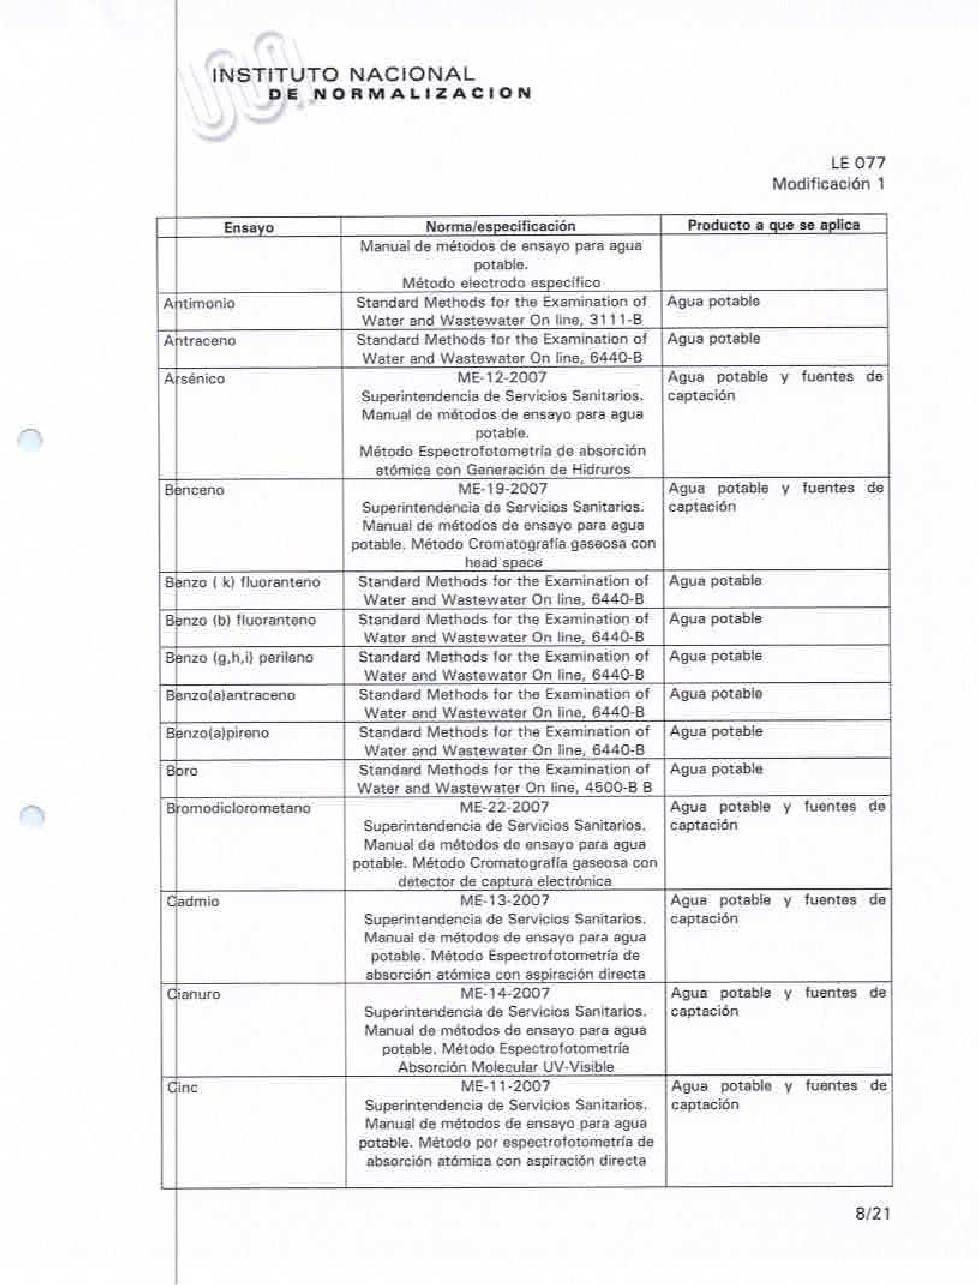 INSTITUTO NACIONAL
DE NORMALIZACION
LE 077
Modificación 1
Ensayo Norma/especificación Producto a que se aplica
Manual de métodos de ensayo para agua
potable.
Método electrodo específico
Antimonio Standard Methods for the Examination of Agua potable
Water and Wastewater On line, 3111-B
Antraceno Standard Methods for the Examination of Agua potable
Water and Wastewater On line, 6440-B
Arsénico ME-12-2007 Agua potable y fuentes de
Superintendencia de Servicios Sanitarios. captación
Manual de métodos de ensayo para agua
potable.
Método Espectrofotometría de absorción
atómica con Generación de Hidruros
Benceno ME-19-2007 Agua potable y fuentes de
Superintendencia de Servicios Sanitarios. captación
Manual de métodos de ensayo para agua
potable. Método Cromatografía gaseosa con
head space
Benzo ( k) fluoranteno Standard Methods for the Examination of Agua potable
Water and Wastewater On line, 6440-B
Benzo (b) fluoranteno Standard Methods for the Examination of Agua potable
Water and Wastewater On line, 6440-B
Benzo (g,h,i) perileno Standard Methods for the Examination of Agua potable
Water and Wastewater On line, 6440-B
Benzo(a)antraceno Standard Methods for the Examination of Agua potable
Water and Wastewater On line, 6440-B
Benzo(a)pireno Standard Methods for the Examination of Agua potable
Water and Wastewater On line, 6440-B
Boro Standard Methods for the Examination of Agua potable
Water and Wastewater On line, 4500-B B
Bromodiclorometano ME-22-2007 Agua potable y fuentes de
Superintendencia de Servicios Sanitarios. captación
Manual de métodos de ensayo para agua
potable. Método Cromatografía gaseosa con
detector de captura electrónica
Cadmio ME-13-2007 Agua potable y fuentes de
Superintendencia de Servicios Sanitarios. captación
Manual de métodos de ensayo para agua
potable. Método Espectrofotometría de
absorción atómica con aspiración directa
Cianuro ME-14-2007 Agua potable y fuentes de
Superintendencia de Servicios Sanitarios. captación
Manual de métodos de ensayo para agua
potable. Método Espectrofotometría
Absorción Molecular UV-Visible
Cinc ME-11-2007 Agua potable y fuentes de
Superintendencia de Servicios Sanitarios. captación
Manual de métodos de ensayo para agua
potable. Método por espectrofotometría de
absorción atómica con aspiración directa
8/21